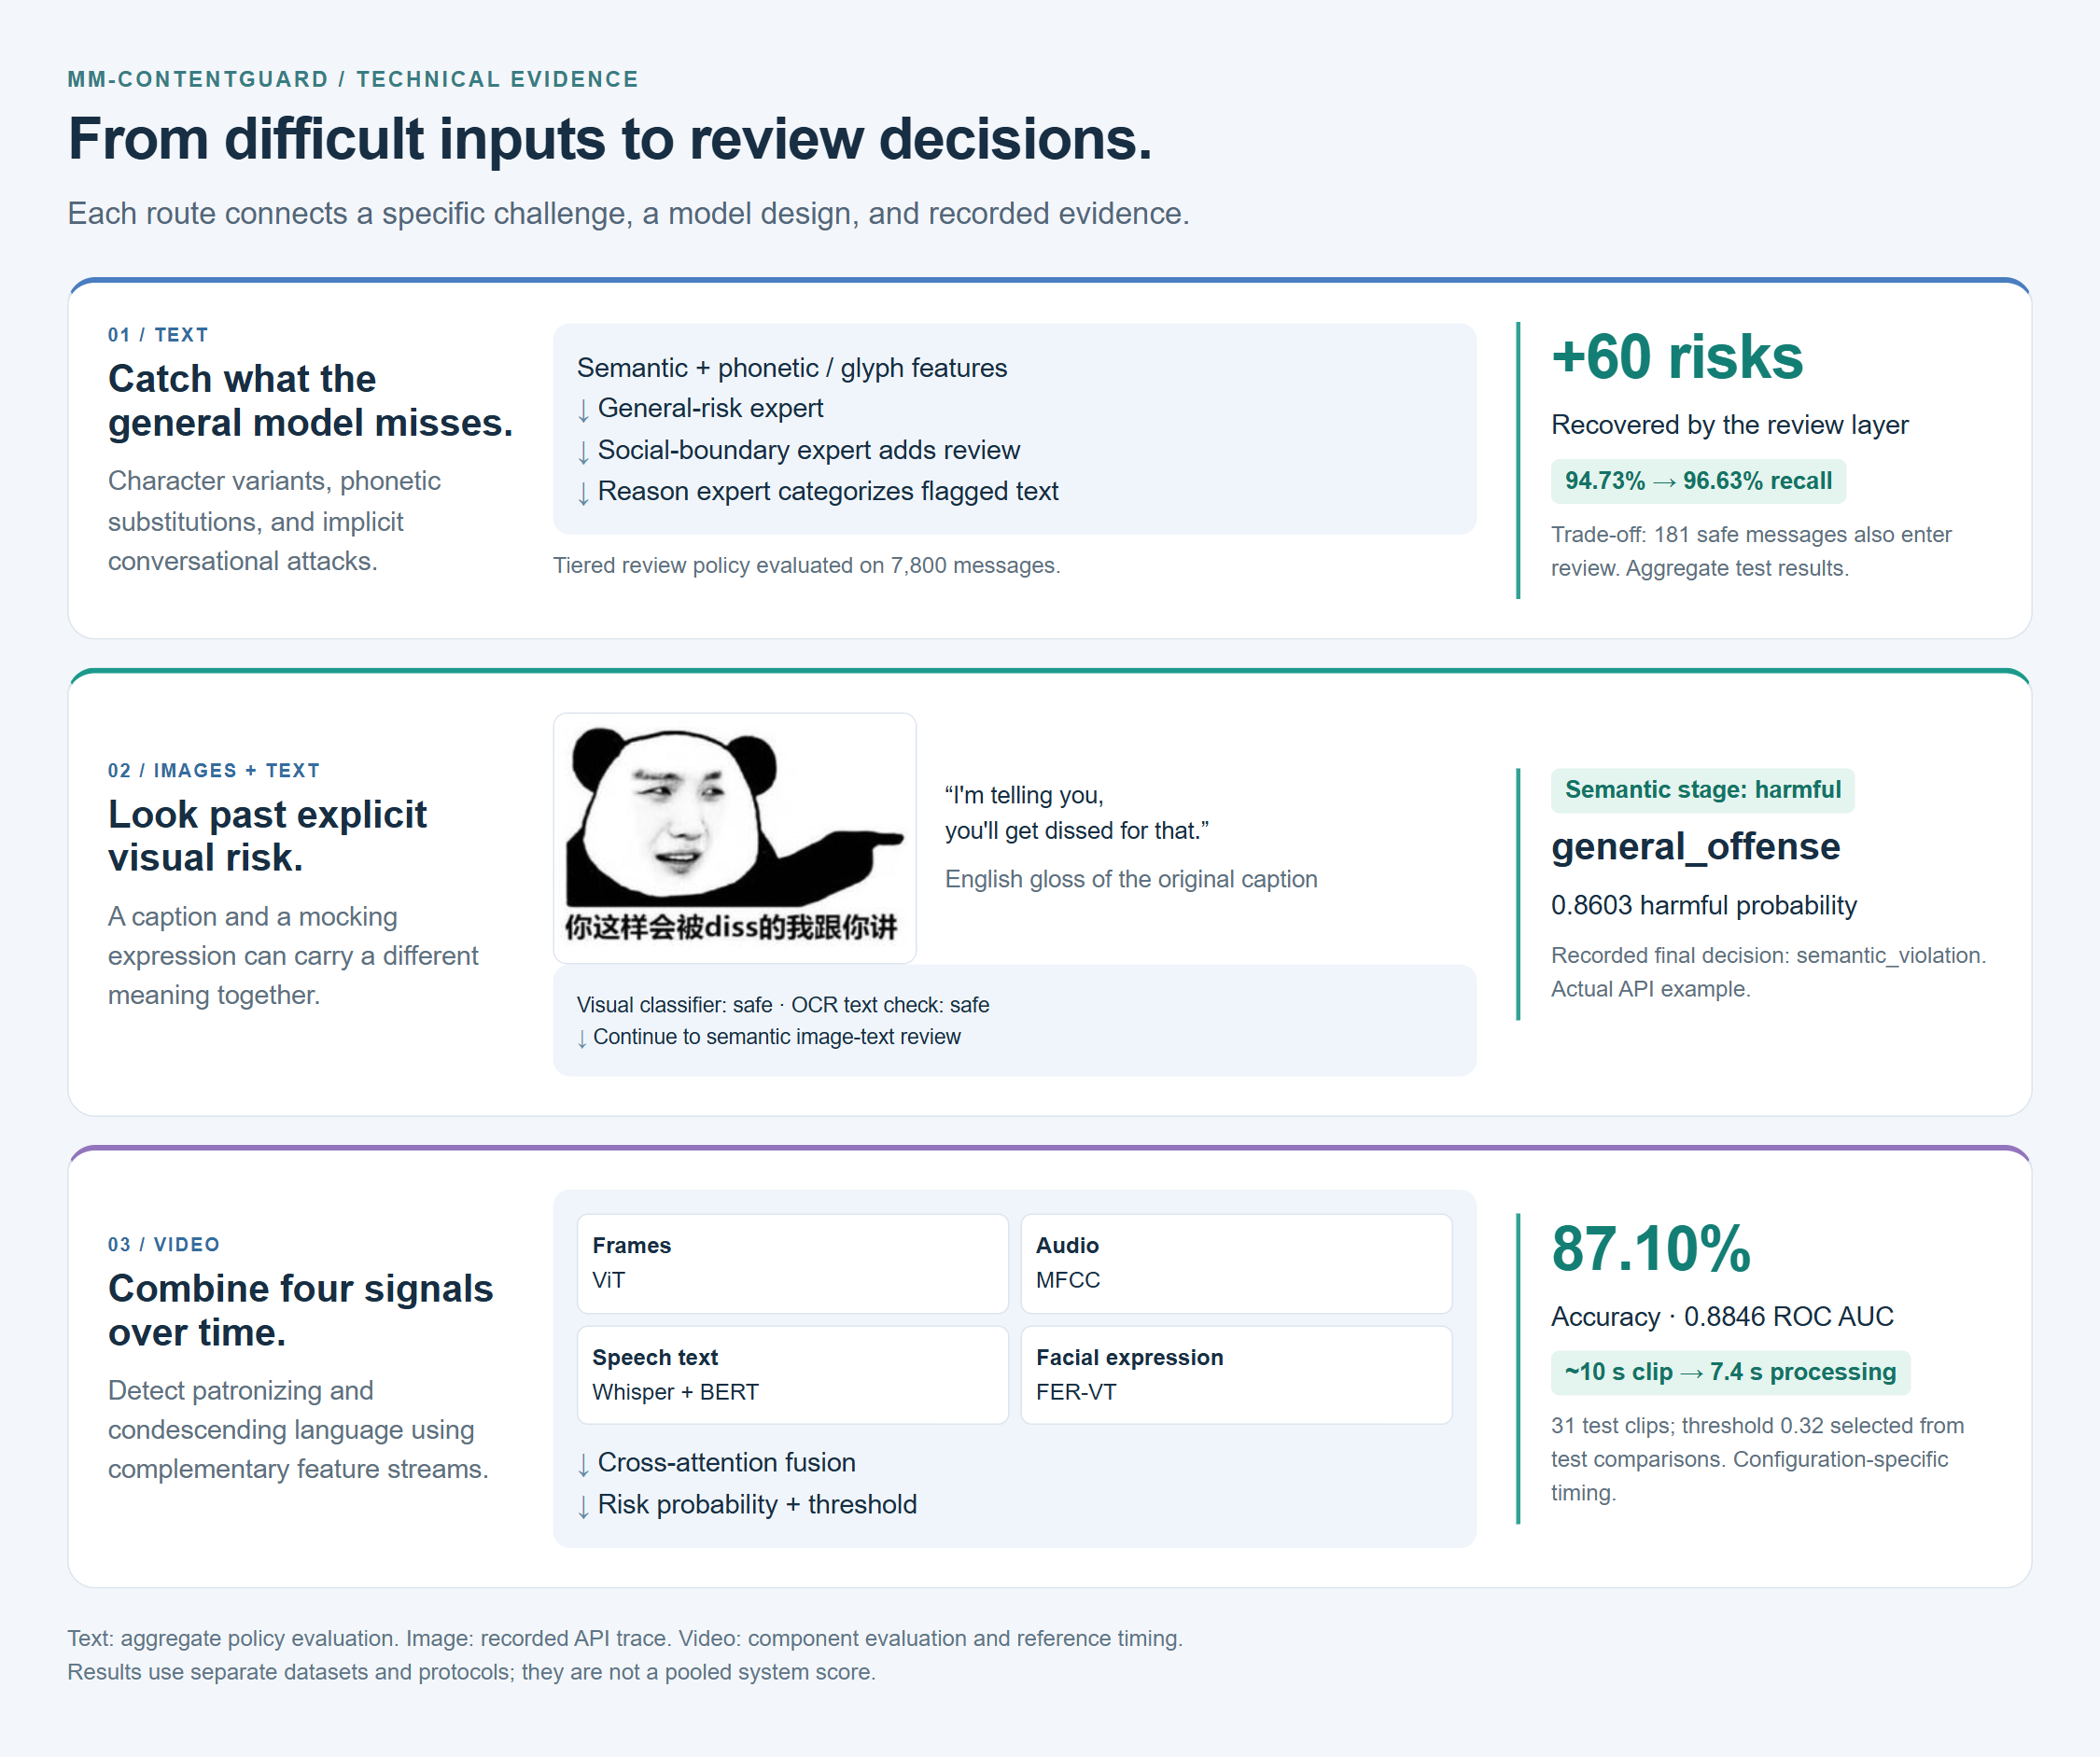 MM-CONTENTGUARD / TECHNICAL EVIDENCE
From difficult inputs to review decisions.
Each route connects a specific challenge, a model design, and recorded evidence.
01 / TEXT
Catch what the
general model misses.
Character variants, phonetic
substitutions, and implicit
conversational attacks.
Semantic + phonetic / glyph features
↓ General-risk expert
↓ Social-boundary expert adds review
↓ Reason expert categorizes flagged text
Tiered review policy evaluated on 7,800 messages.
+60 risks
Recovered by the review layer
94.73% → 96.63% recall
Trade-off: 181 safe messages also enter
review. Aggregate test results.
02 / IMAGES + TEXT
Look past explicit
visual risk.
A caption and a mocking
expression can carry a different
meaning together.
你这样会被diss的我跟你讲
“I'm telling you,
you'll get dissed for that.”
English gloss of the original caption
Visual classifier: safe · OCR text check: safe
↓ Continue to semantic image-text review
Semantic stage: harmful
general_offense
0.8603 harmful probability
Recorded final decision: semantic_violation.
Actual API example.
03 / VIDEO
Combine four signals
over time.
Detect patronizing and
condescending language using
complementary feature streams.
Frames
ViT
Audio
MFCC
Speech text
Whisper + BERT
Facial expression
FER-VT
↓ Cross-attention fusion
↓ Risk probability + threshold
87.10%
Accuracy · 0.8846 ROC AUC
~10 s clip → 7.4 s processing
31 test clips; threshold 0.32 selected from
test comparisons. Configuration-specific
timing.
Text: aggregate policy evaluation. Image: recorded API trace. Video: component evaluation and reference timing.
Results use separate datasets and protocols; they are not a pooled system score.